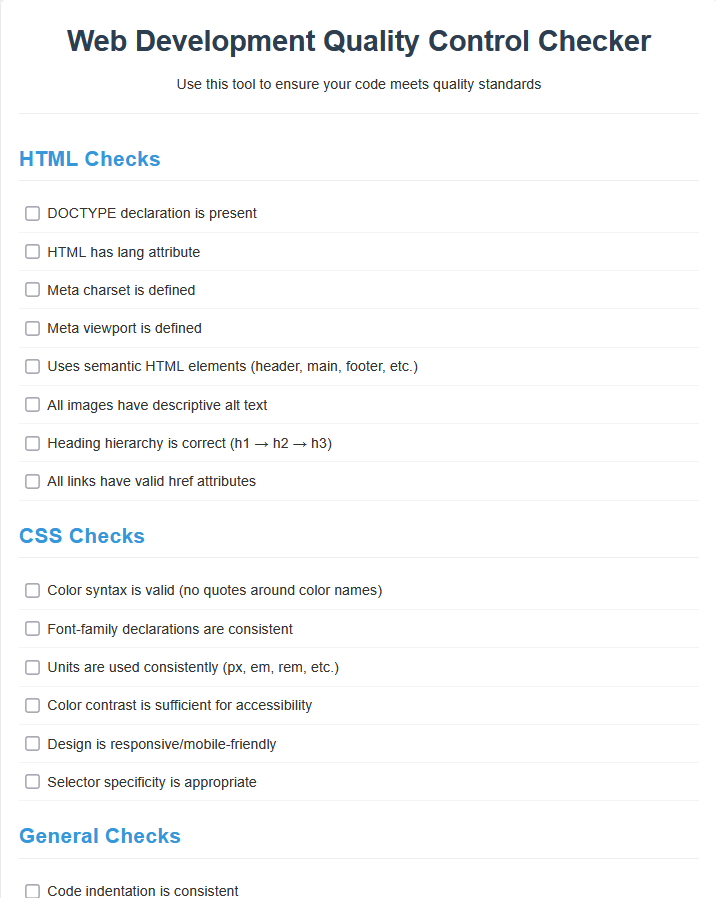 Web Development Quality Control Checker
Use this tool to ensure your code meets quality standards
HTML Checks
DOCTYPE declaration is present
HTML has lang attribute
Meta charset is defined
Meta viewport is defined
Uses semantic HTML elements (header, main, footer, etc.)
All images have descriptive alt text
Heading hierarchy is correct (h1 → h2 → h3)
All links have valid href attributes
CSS Checks
Color syntax is valid (no quotes around color names)
Font-family declarations are consistent
Units are used consistently (px, em, rem, etc.)
Color contrast is sufficient for accessibility
Design is responsive/mobile-friendly
Selector specificity is appropriate
General Checks
Code indentation is consistent